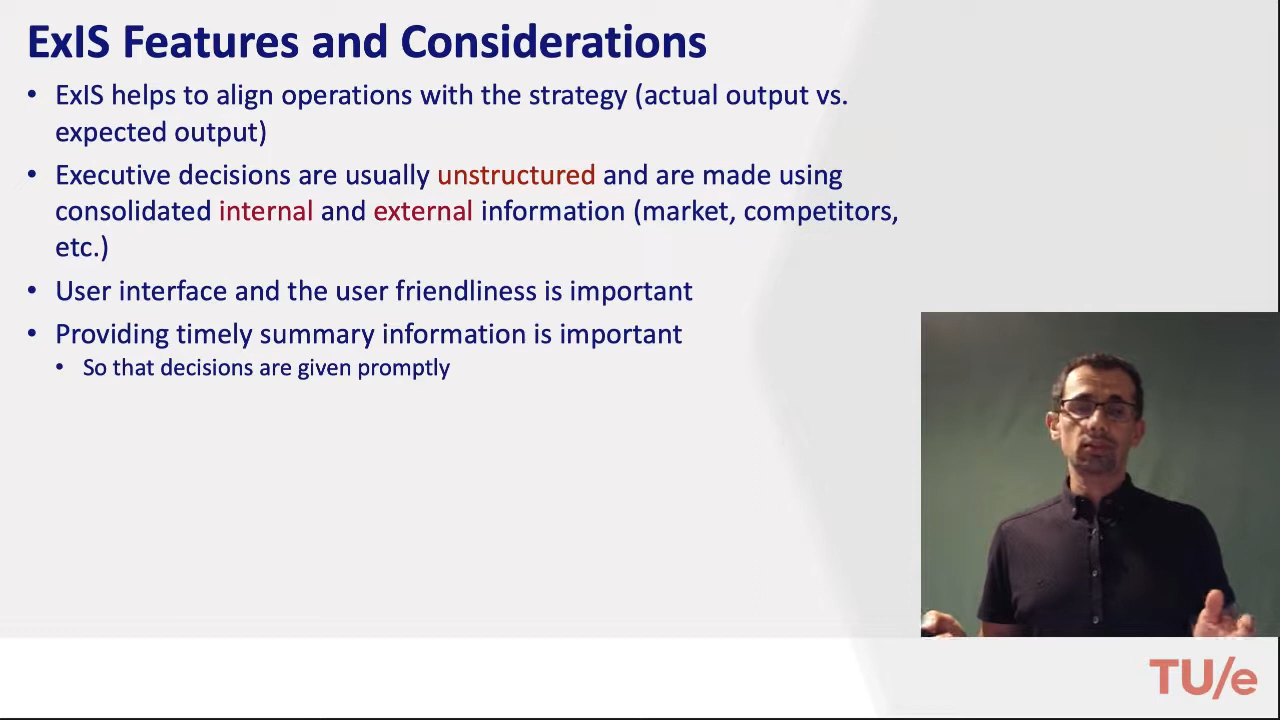 ExIS Features and Considerations
• ExIS helps to align operations with the strategy (actual output vs.
expected output)
• Executive decisions are usually unstructured and are made using
consolidated internal and external information (market, competitors,
etc.)
• User interface and the user friendliness is important
• Providing timely summary information is important
• So that decisions are given promptly
TU/e